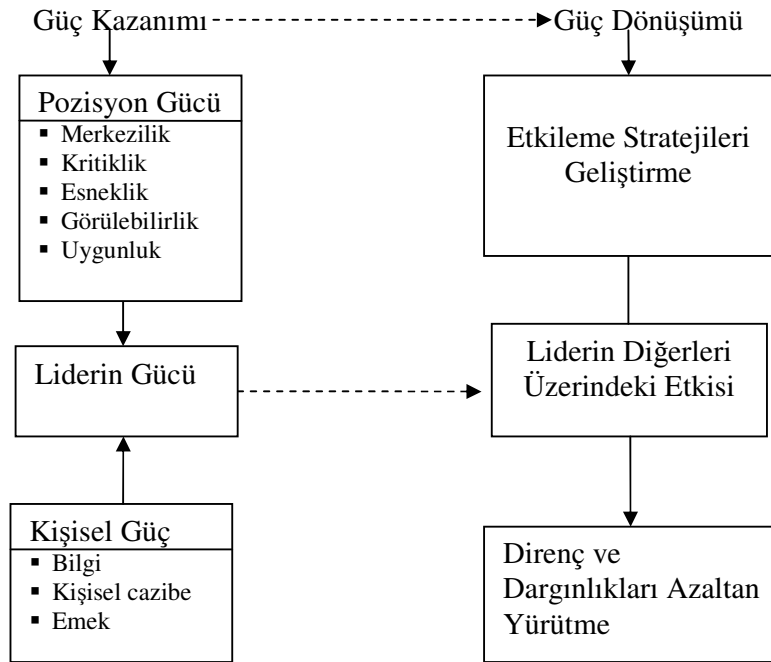 Güç Kazanımı
Güç Dönüşümü
Pozisyon Gücü
▪ Merkezilik
▪ Kritiklik
▪ Esneklik
▪ Görülebilirlik
▪ Uygunluk
Etkileme Stratejileri
Geliştirme
Liderin Gücü
Liderin Diğerleri
Üzerindeki Etkisi
Kişisel Güç
▪ Bilgi
▪ Kişisel cazibe
▪ Emek
Direnç ve
Dargınlıkları Azaltan
Yürütme